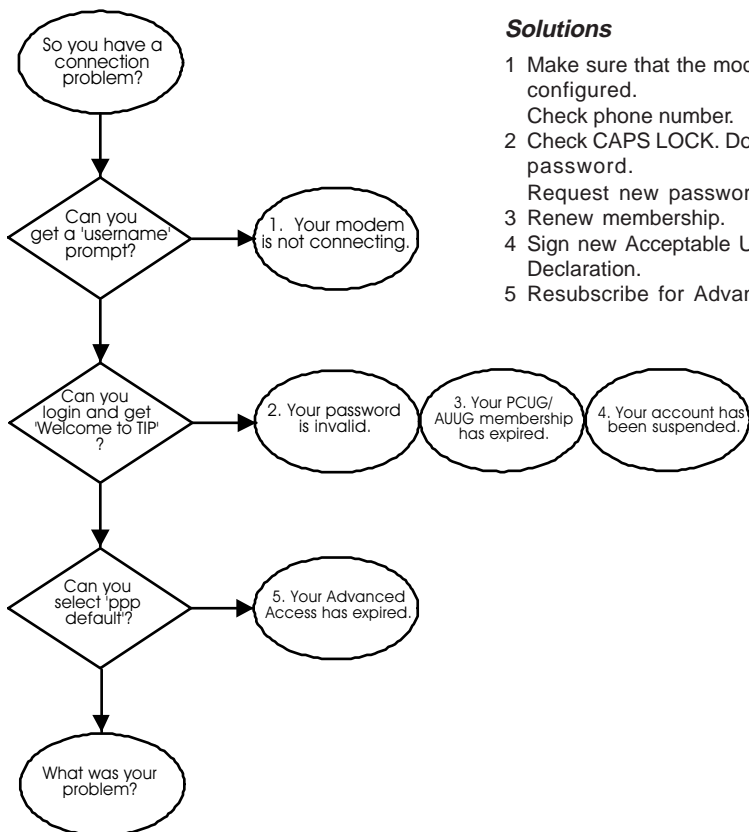 So you have a
connection
problem?
Can you
get a 'username'
prompt?
1. Your modem
is not connecting.
Can you
login and get
'Welcome to TIP'
?
2. Your password
is invalid.
3. Your PCUG/
AUUG membership
has expired.
4. Your account has
been suspended.
Can you
select 'ppp
default'?
5. Your Advanced
Access has expired.
What was your
problem?
Solutions
1 Make sure that the
configured.
Check phone number.
2 Check CAPS LOCK.
password.
Request new
3 Renew membership.
4 Sign new Acceptable
Declaration.
5 Resubscribe for